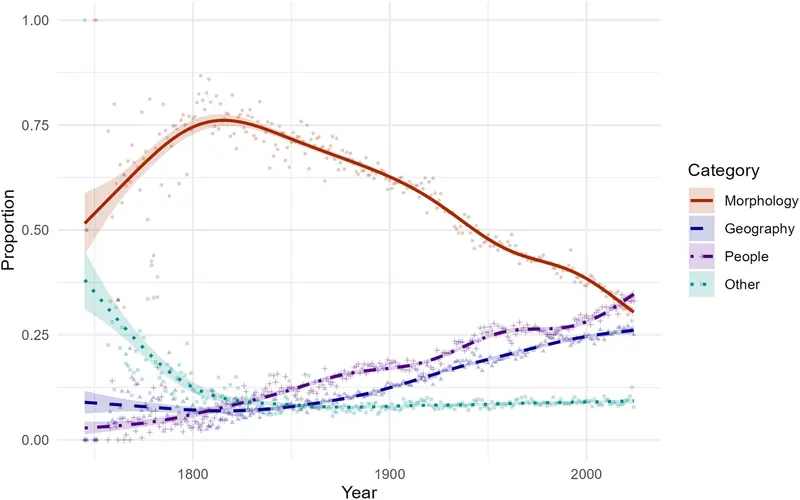 1.00
0.75
0.50
0.25
0.00
Proportion
1800
1900
2000
Year
Category
Morphology
Geography
People
Other